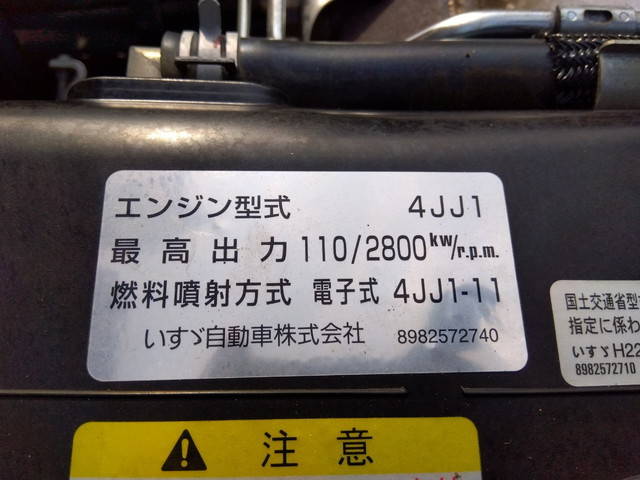 エンジン型式 4JJ1
最高出力 110/2800 kw/r.p.m.
燃料噴射方式 電子式 4JJ1-11
いすゞ自動車株式会社 8982572740
国土交通省型
指定に係わ
いすゞH22
8982572710
注意